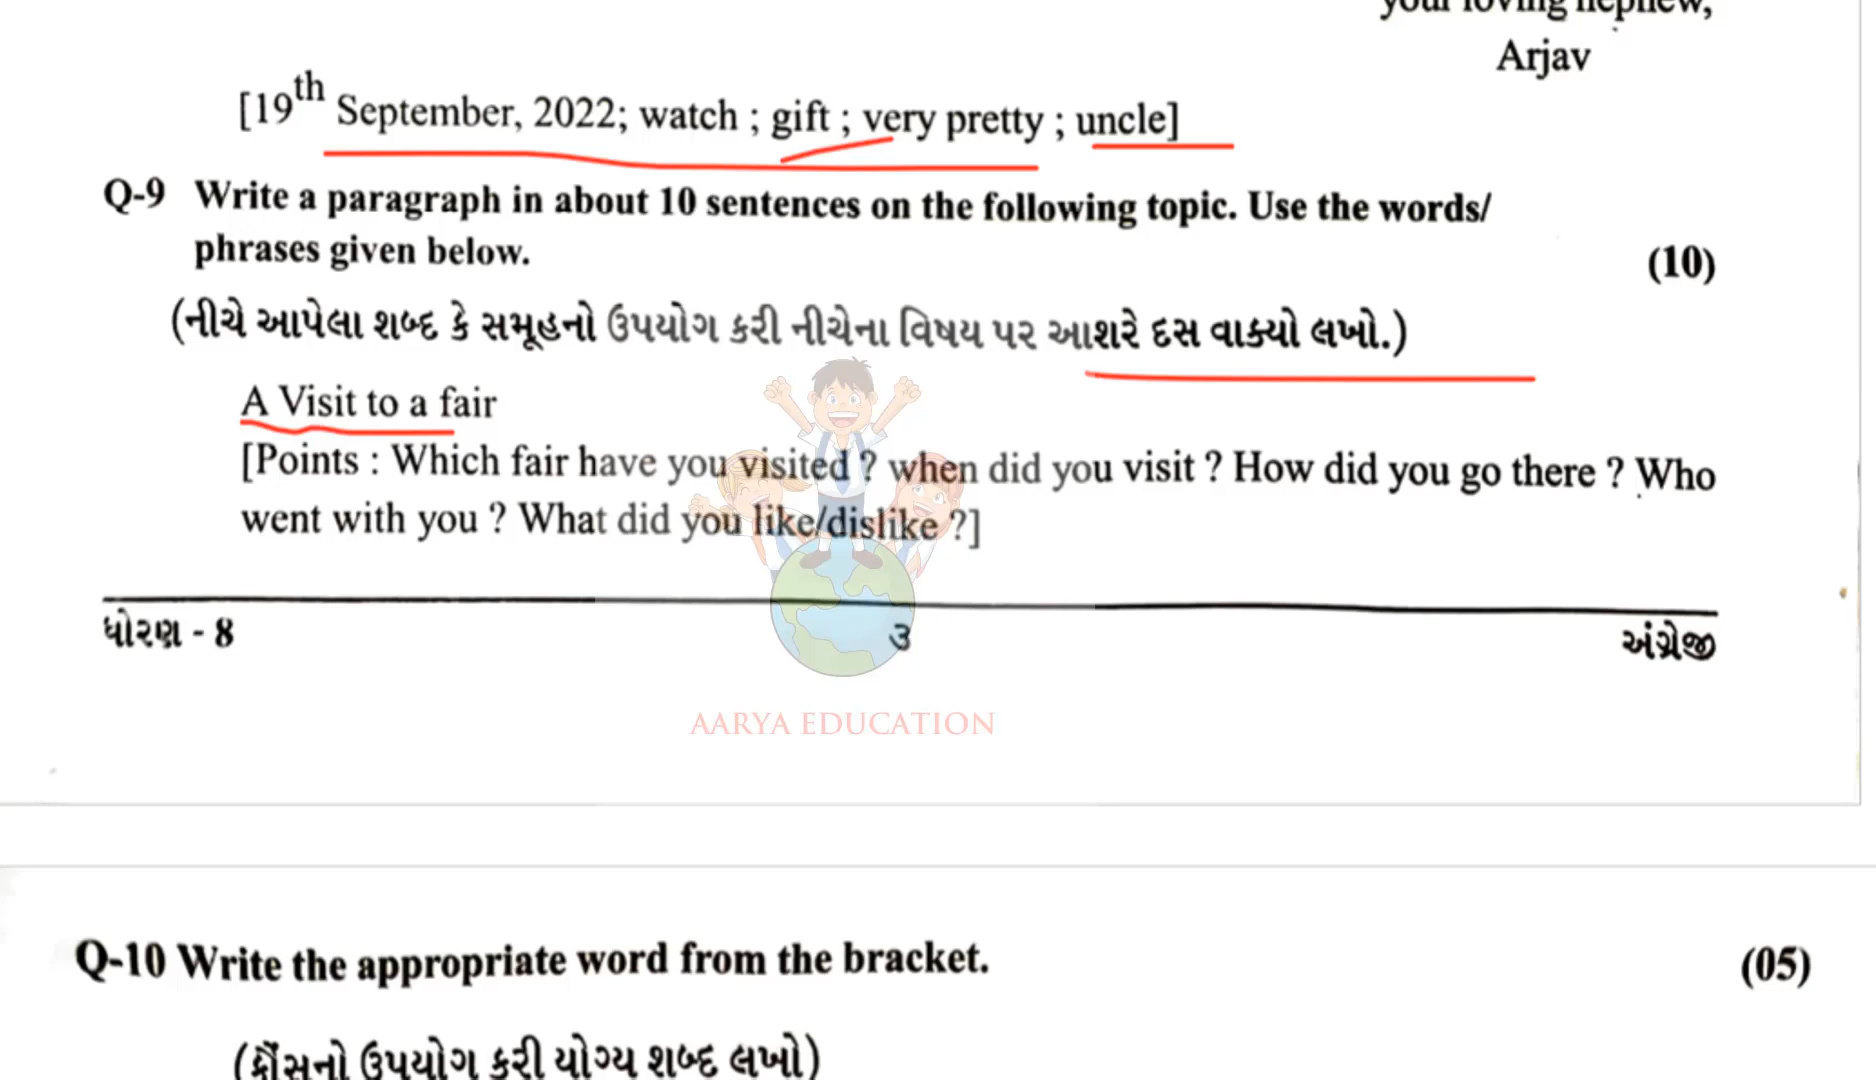 your loving nephew,
Arjav
[19th September, 2022; watch ; gift ; very pretty ; uncle]
Q-9 Write a paragraph in about 10 sentences on the following topic. Use the words/
phrases given below. (10)
(નીચે આપેલા શબ્દ કે સમૂહનો ઉપયોગ કરી નીચેના વિષય પર આશરે દસ વાક્યો લખો.)
A Visit to a fair
[Points : Which fair have you visited ? when did you visit ? How did you go there ? Who
went with you ? What did you like/dislike ?]
ધોરણ - 8 ૩ અંગ્રેજી
AARYA EDUCATION
Q-10 Write the appropriate word from the bracket. (05)
(કૌંસનો ઉપયોગ કરી યોગ્ય શબ્દ લખો)